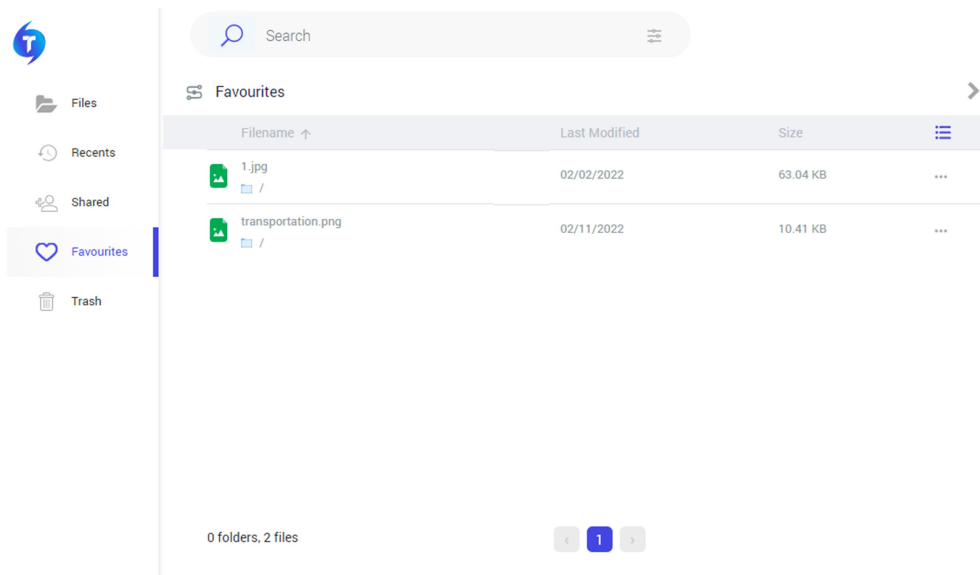 T
Search
Files
Favourites
Filename Last Modified Size
Recents
1.jpg 02/02/2022 63.04 KB
/
Shared
transportation.png 02/11/2022 10.41 KB
/
Favourites
Trash
0 folders, 2 files
1